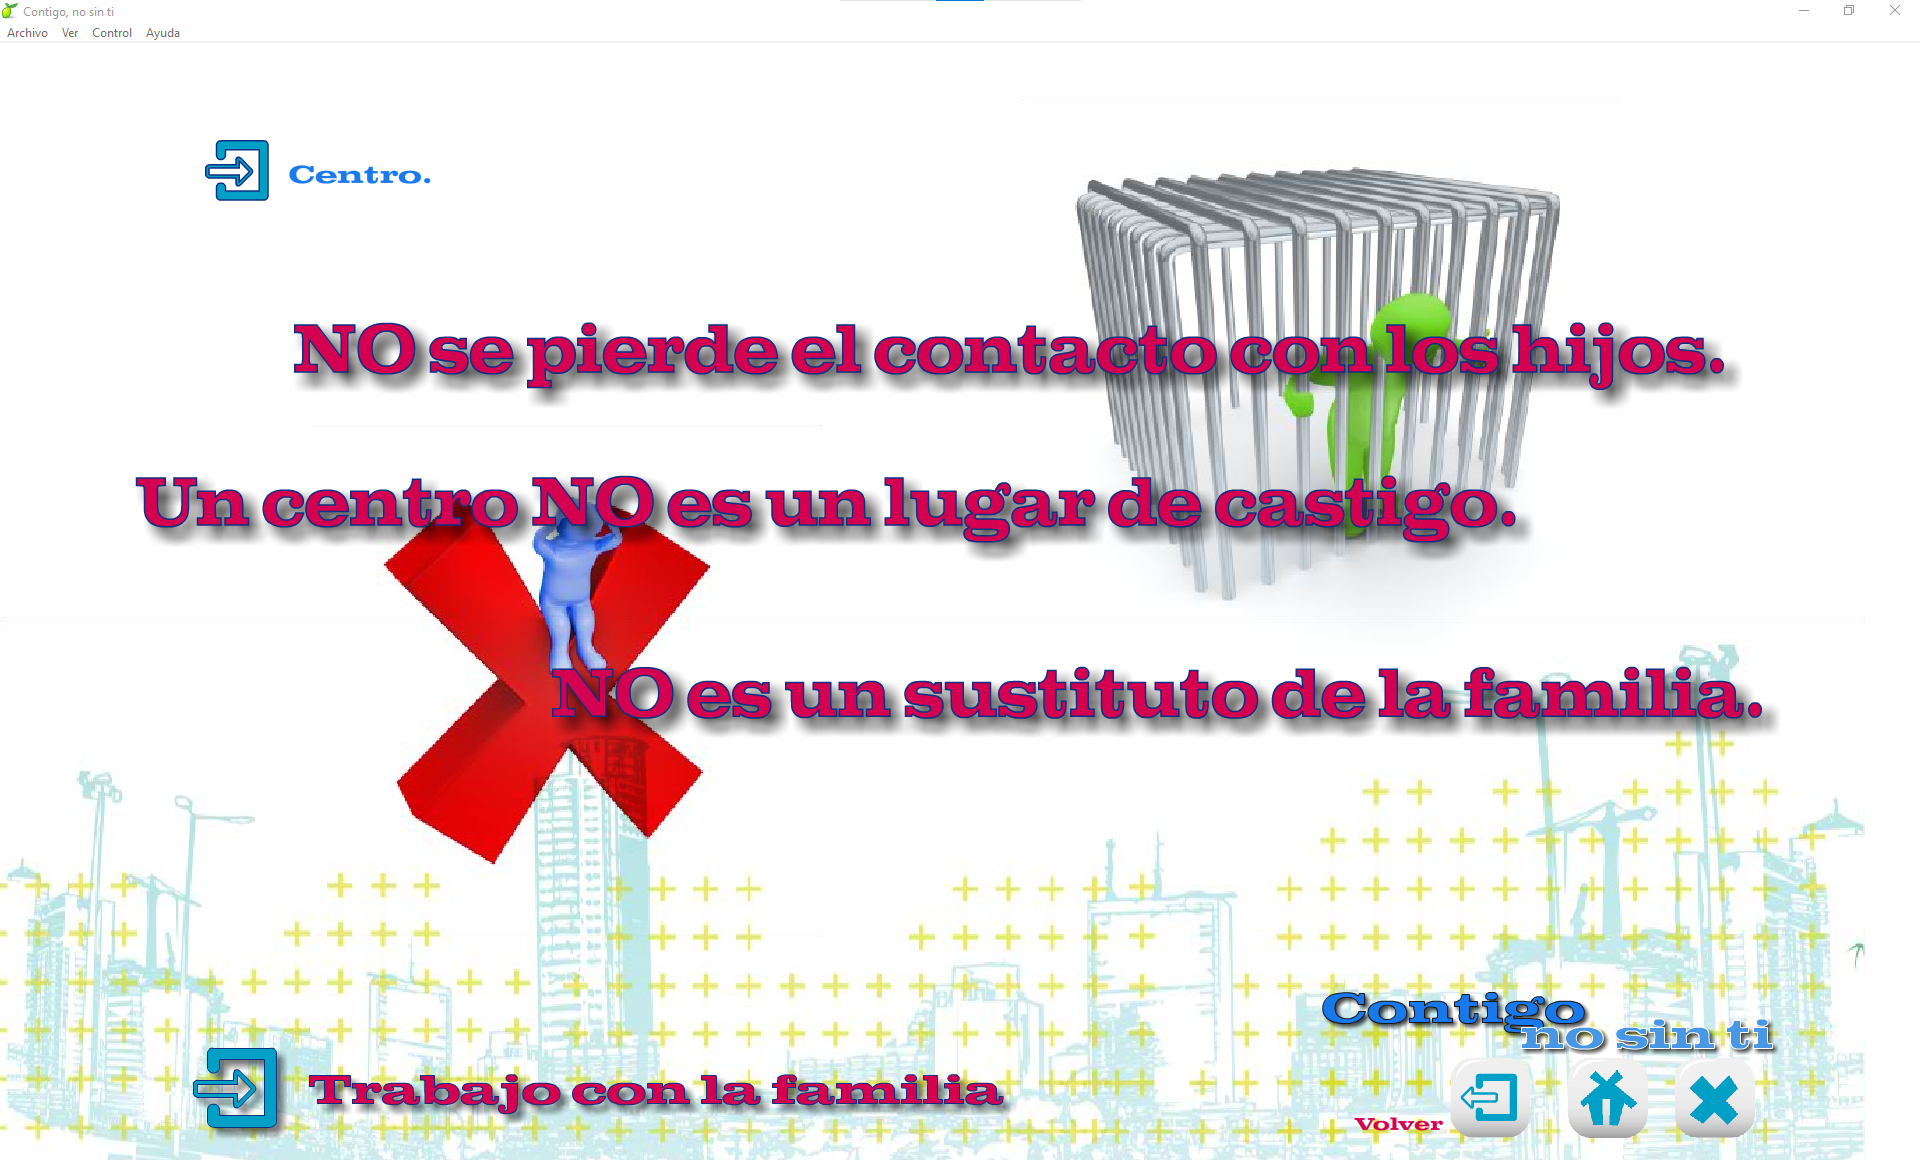 Contigo, no sin ti
Archivo Ver Control Ayuda
Centro.
NO se pierde el contacto con los hijos.
Un centro NO es un lugar de castigo.
NO es un sustituto de la familia.
Contigo
no sin ti
Trabajo con la familia
Volver